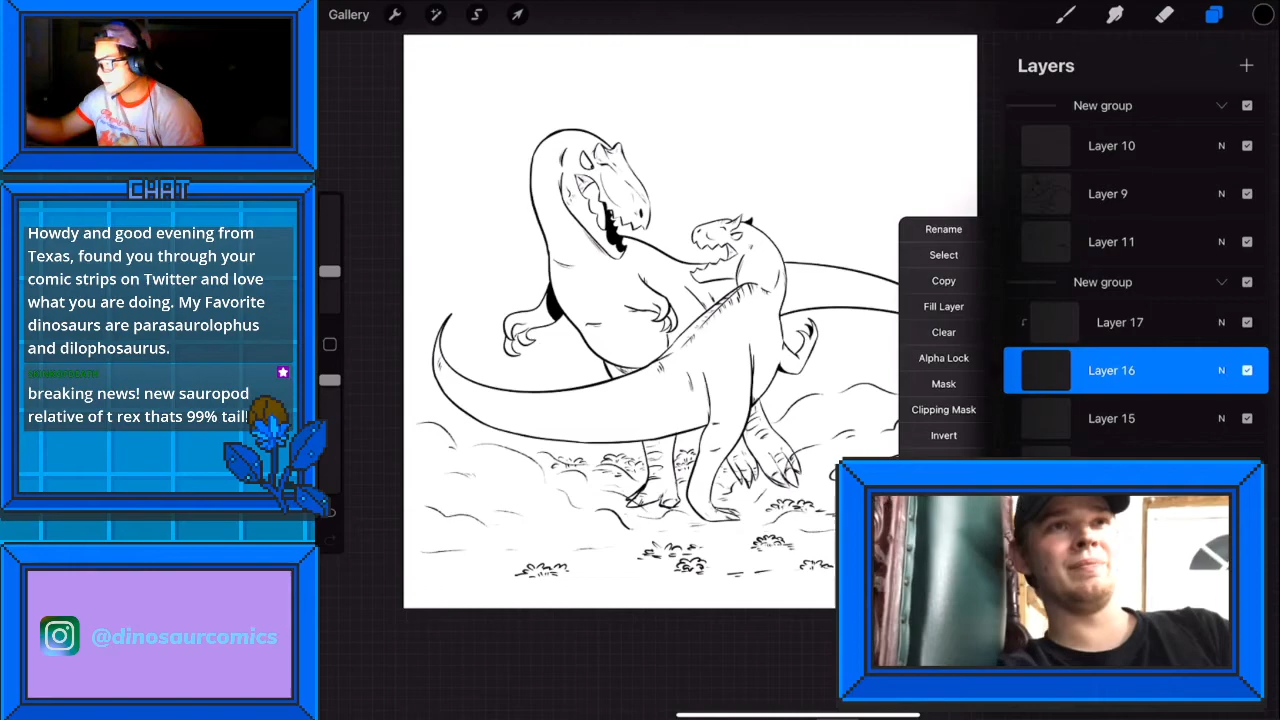 Gallery
CHAT
Howdy and good evening from
Texas, found you through your
comic strips on Twitter and love
what you are doing. My Favorite
dinosaurs are parasaurolophus
and dilophosaurus.
breaking news! new sauropod
relative of t rex thats 99% tail!
@dinosaurcomics
Rename
Select
Copy
Fill Layer
Clear
Alpha Lock
Mask
Clipping Mask
Invert
Layers
New group
Layer 10 N
Layer 9 N
Layer 11 N
New group
Layer 17 N
Layer 16 N
Layer 15 N